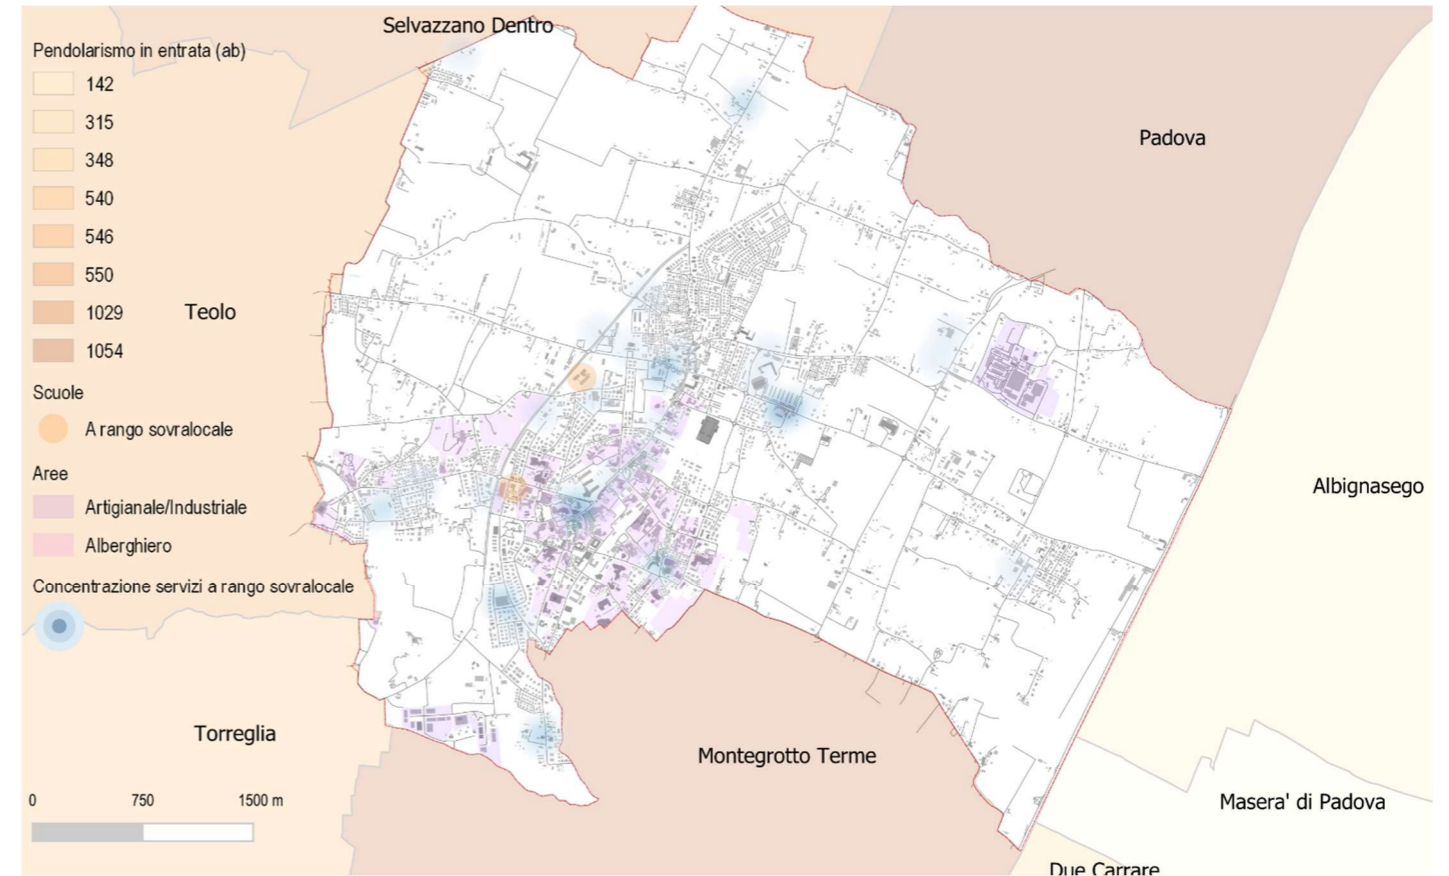 Selvazzano Dentro
Pendolarismo in entrata (ab)
142
315
348
540
546
550
1029
1054
Scuole
A rango sovralocale
Aree
Artigianale/Industriale
Alberghiero
Concentrazione servizi a rango sovralocale
Padova
Teolo
Albignasego
Torreglia
Montegrotto Terme
Masera' di Padova
Due Carrare
0 750 1500 m